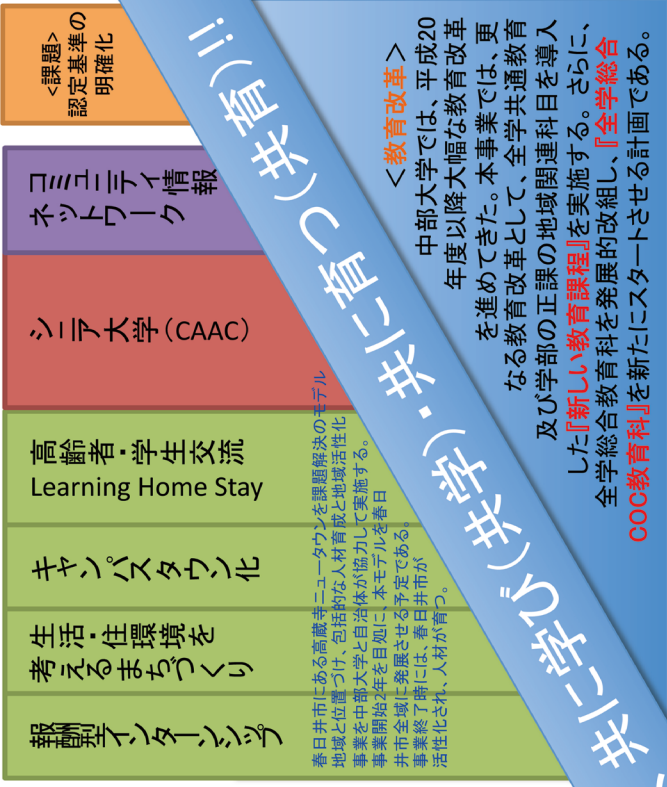 報酬型インターンシップ
生活・住環境を
考えるまちづくり
キャンパスタウン化
高齢者・学生交流
Learning Home Stay
シニア大学（CAAC）
コミュニティ情報
ネットワーク
<課題>
認定基準の
明確化
春日井市にある高蔵寺ニュータウンを課題解決のモデル
地域と位置づけ、包括的な人材育成と地域活性化
事業を中部大学と自治体が協力して実施する。
事業開始2年を目処に、本モデルを春日
井市全域に発展させる予定である。
事業終了時には、春日井市が
活性化され、人材が育つ。
共に学び（共学）・共に育つ（共育）!!
＜教育改革＞
中部大学では、平成20
年度以降大幅な教育改革
を進めてきた。本事業では、更
なる教育改革として、全学共通教育
及び学部の正課の地域関連科目を導入
した『新しい教育課程』を実施する。さらに、
全学総合教育科を発展的改組し、『全学総合
COC教育科』を新たにスタートさせる計画である。